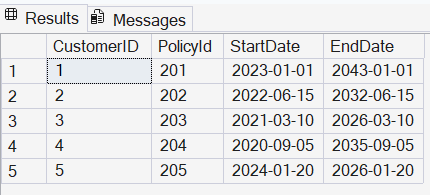 Results Messages
CustomerID PolicyId StartDate EndDate
1 1 201 2023-01-01 2043-01-01
2 2 202 2022-06-15 2032-06-15
3 3 203 2021-03-10 2026-03-10
4 4 204 2020-09-05 2035-09-05
5 5 205 2024-01-20 2026-01-20